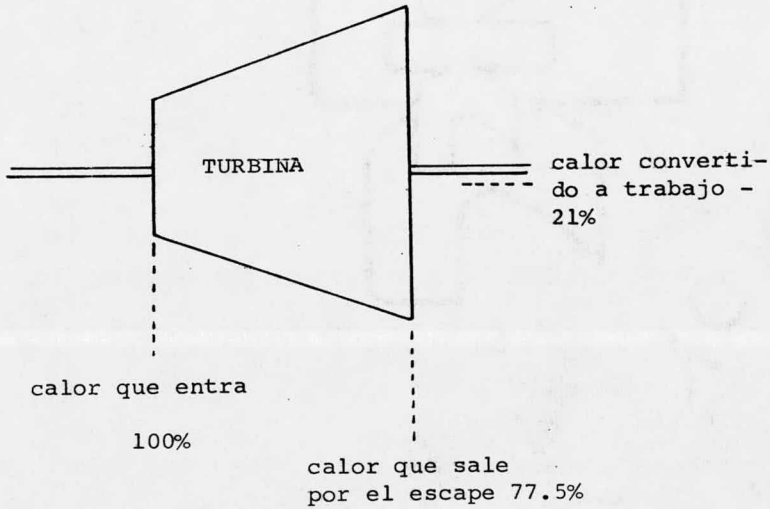 TURBINA
calor converti-
do a trabajo -
21%
calor que entra
100%
calor que sale
por el escape 77.5%